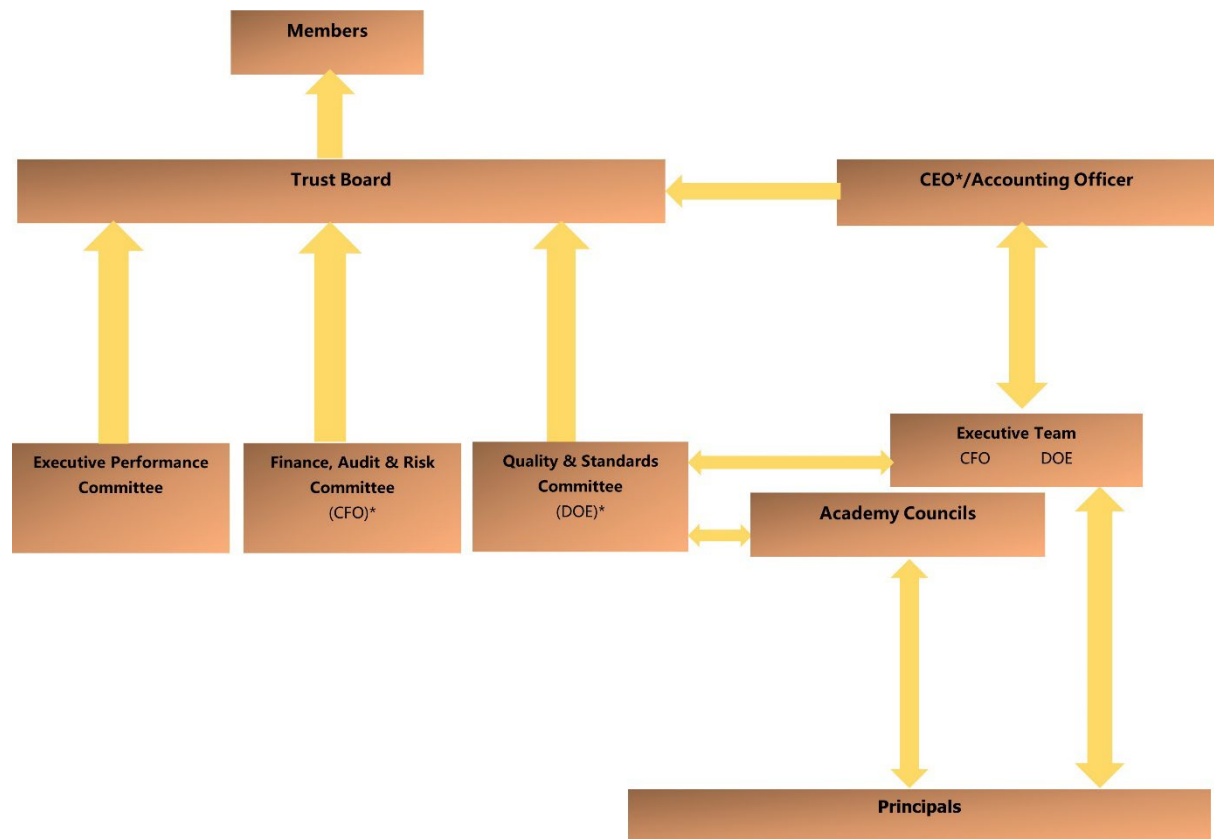 Members
Trust Board
CEO*/Accounting Officer
Executive Performance
Committee
Finance, Audit & Risk
Committee
(CFO)*
Quality & Standards
Committee
(DOE)*
Executive Team
CFO DOE
Academy Councils
Principals